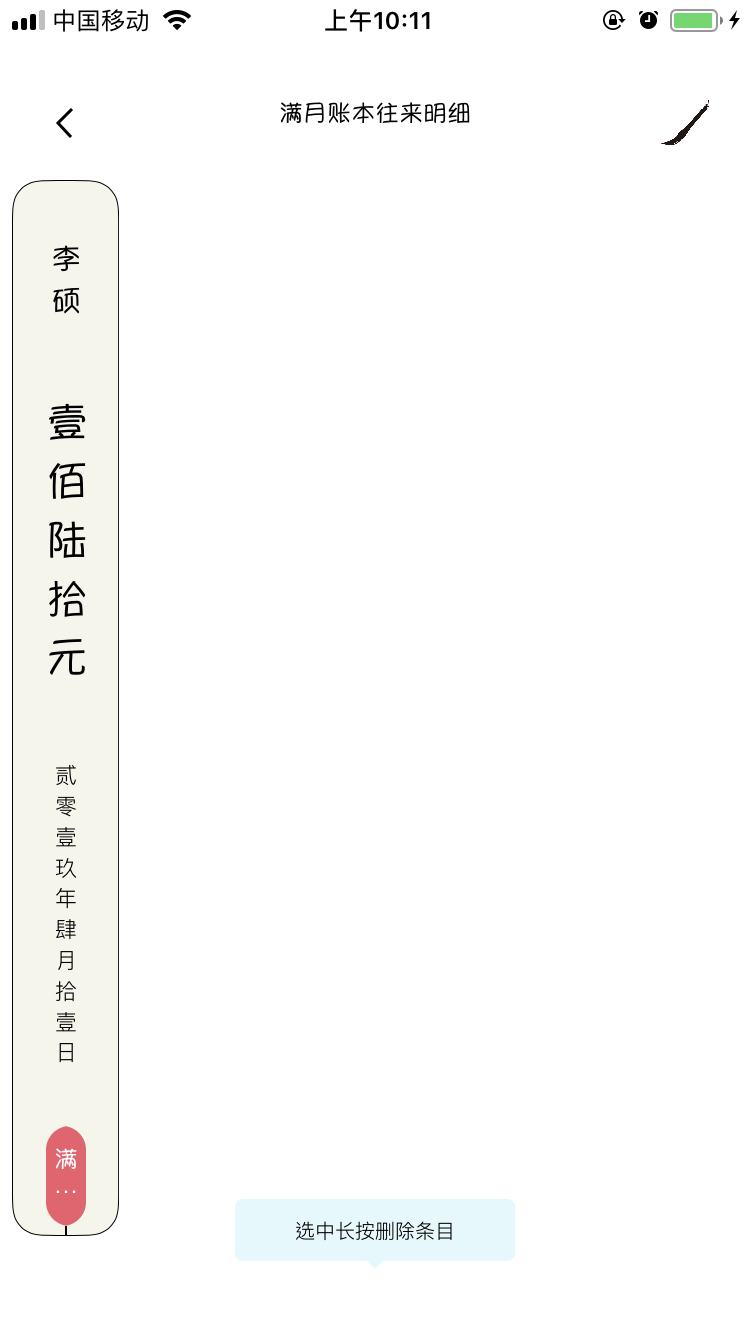 中国移动
上午10:11
满月账本往来明细
李硕
壹佰陆拾元
贰零壹玖年肆月拾壹日
满...
选中长按删除条目